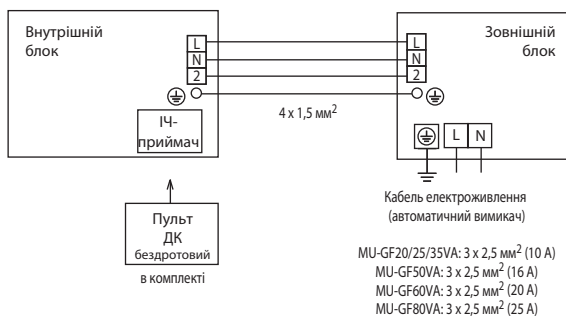 Внутрішній
блок
L
N
2
ІЧ-
приймач
Пульт
ДК
бездротовий
в комплекті
4 x 1,5 мм²
Зовнішній
блок
L
N
2
L
N
Кабель електроживлення
(автоматичний вимикач)
MU-GF20/25/35VA: 3 x 2,5 мм² (10 А)
MU-GF50VA: 3 x 2,5 мм² (16 А)
MU-GF60VA: 3 x 2,5 мм² (20 А)
MU-GF80VA: 3 x 2,5 мм² (25 А)